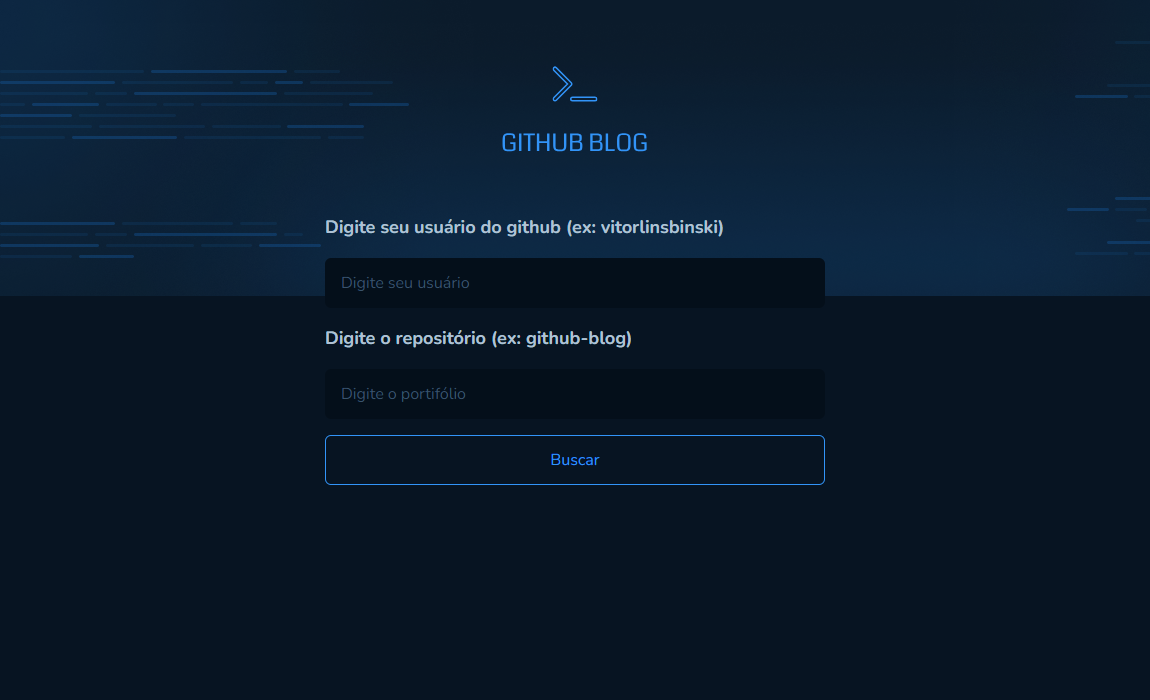 GITHUB BLOG
Digite seu usuário do github (ex: vitorlinsbinski)
Digite seu usuário
Digite o repositório (ex: github-blog)
Digite o portifólio
Buscar